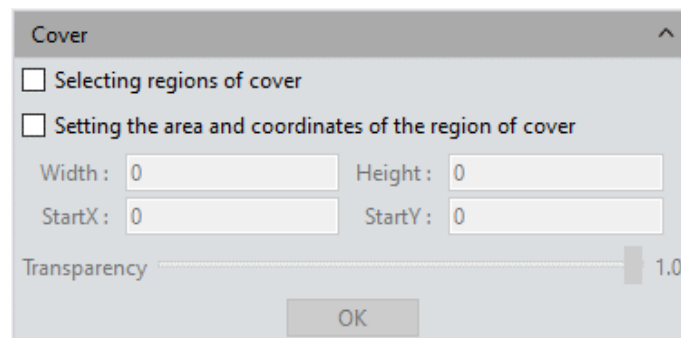 Cover
Selecting regions of cover
Setting the area and coordinates of the region of cover
Width : 0 Height : 0
StartX : 0 StartY : 0
Transparency 1.0
OK